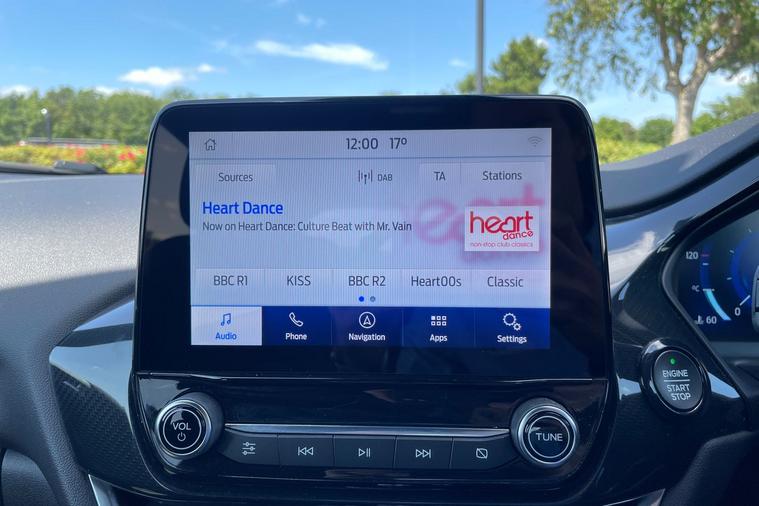 12:00 17º
Sources DAB TA Stations
Heart Dance
Now on Heart Dance: Culture Beat with Mr. Vain
heart
dance
non-stop club classics
BBC R1 KISS BBC R2 Heart00s Classic
Audio Phone Navigation Apps Settings
VOL
TUNE
ENGINE
START
STOP
120
°C
60
0